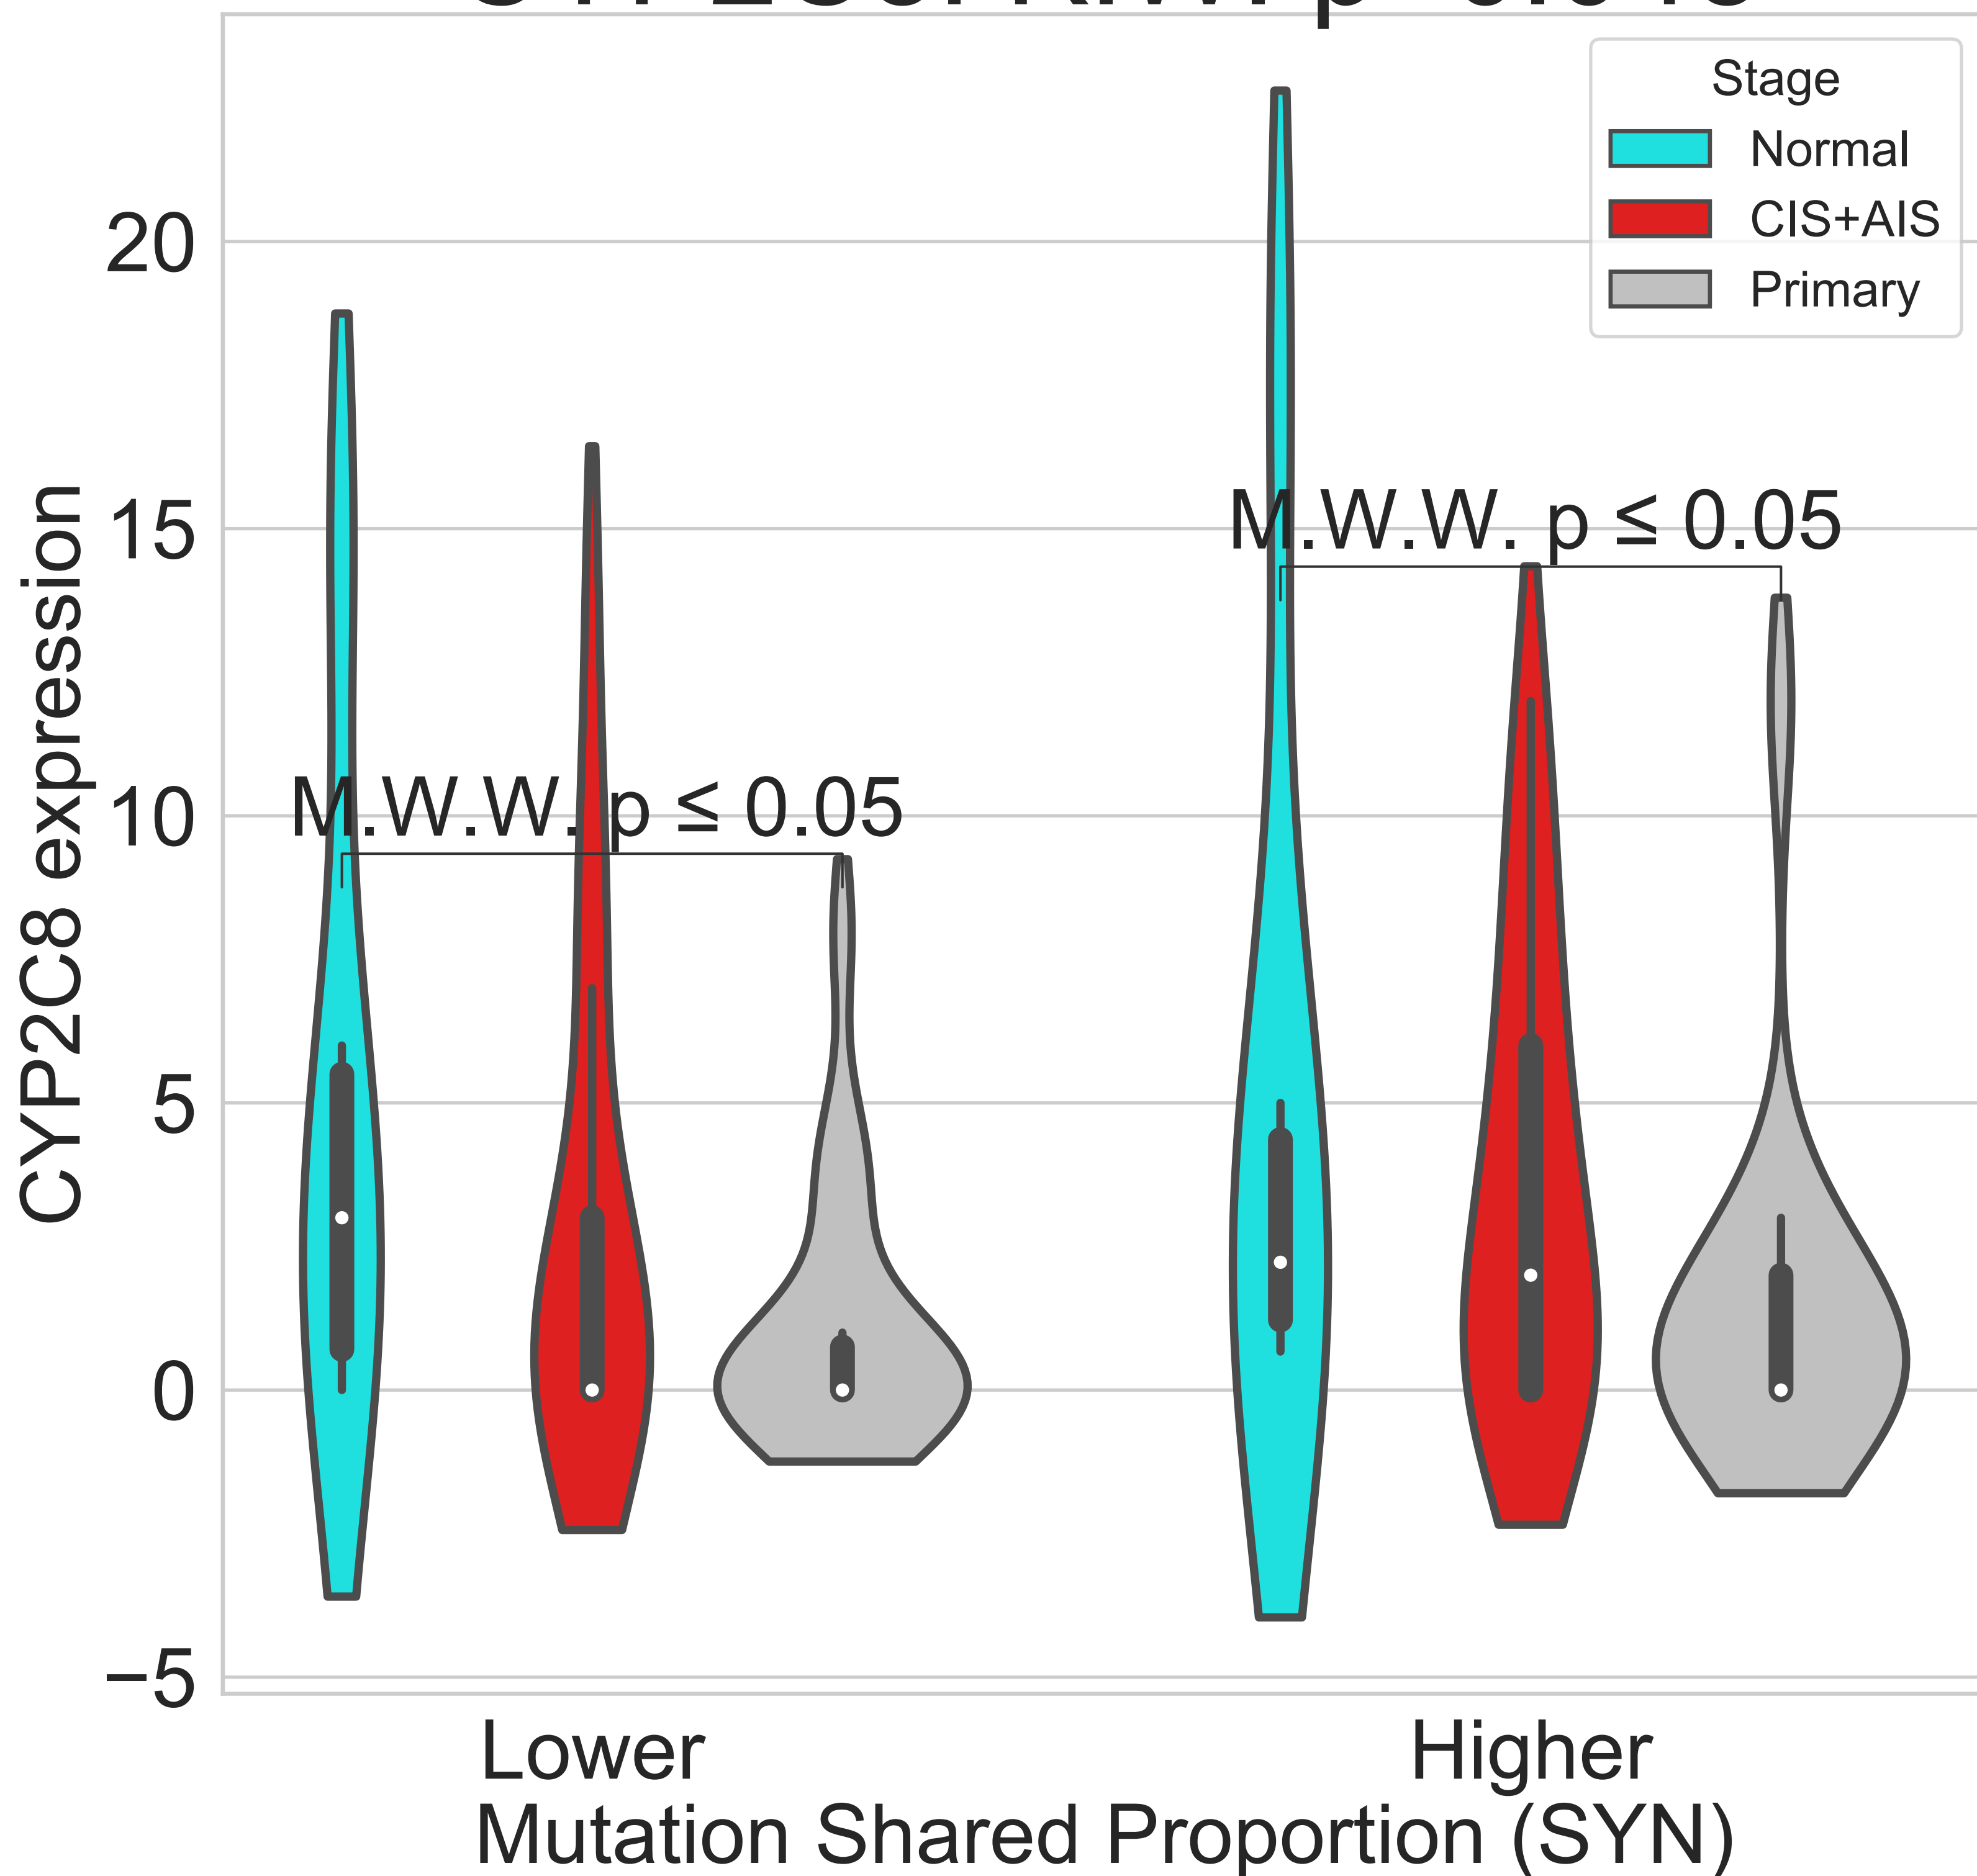 Stage
Normal
CIS+AIS
Primary
20
15
10
5
0
−5
CYP2C8 expression
M.W.W. p ≤ 0.05
M.W.W. p ≤ 0.05
Lower
Higher
Mutation Shared Proportion (SYN)